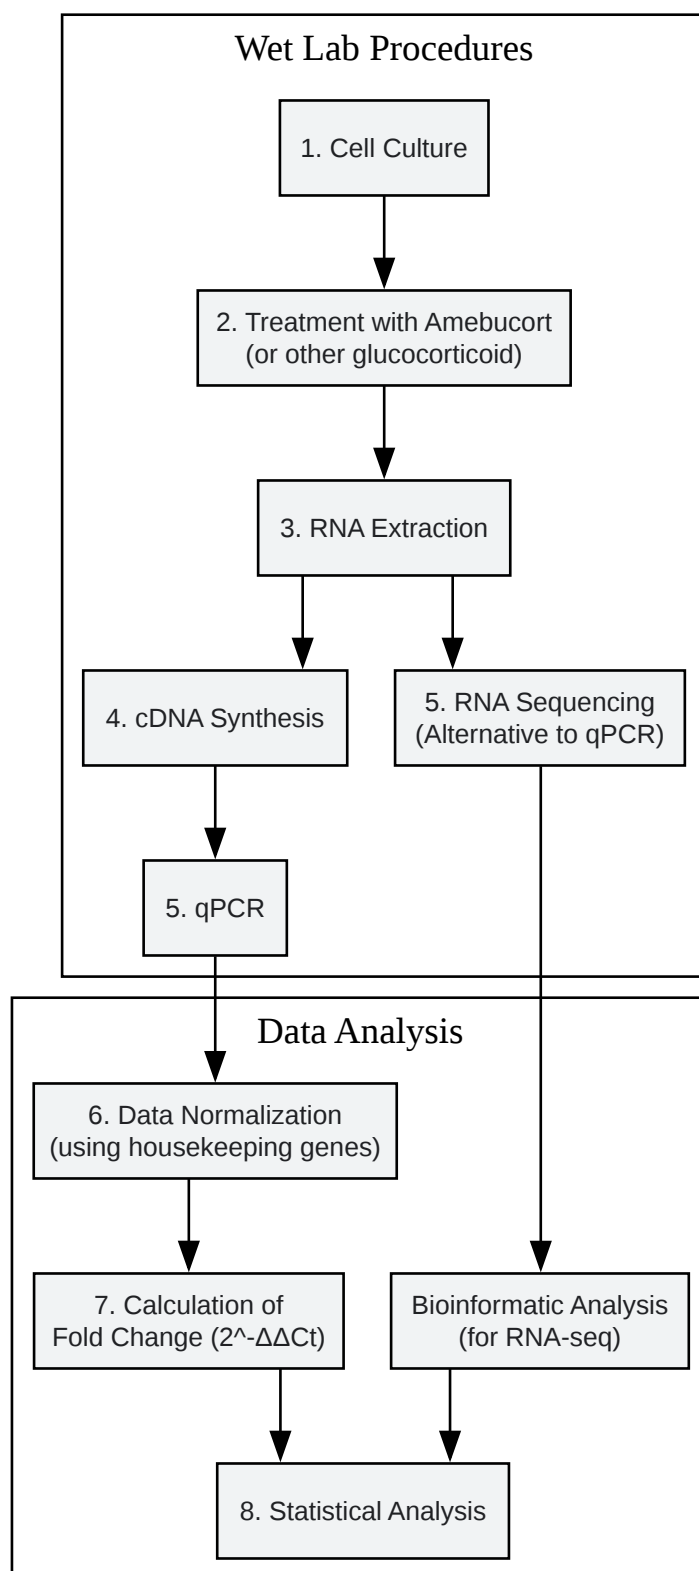 Wet Lab Procedures
1. Cell Culture
2. Treatment with Amebucort
(or other glucocorticoid)
3. RNA Extraction
4. cDNA Synthesis
5. RNA Sequencing
(Alternative to qPCR)
5. qPCR
Data Analysis
6. Data Normalization
(using housekeeping genes)
7. Calculation of
Fold Change (2^-ΔΔCt)
Bioinformatic Analysis
(for RNA-seq)
8. Statistical Analysis